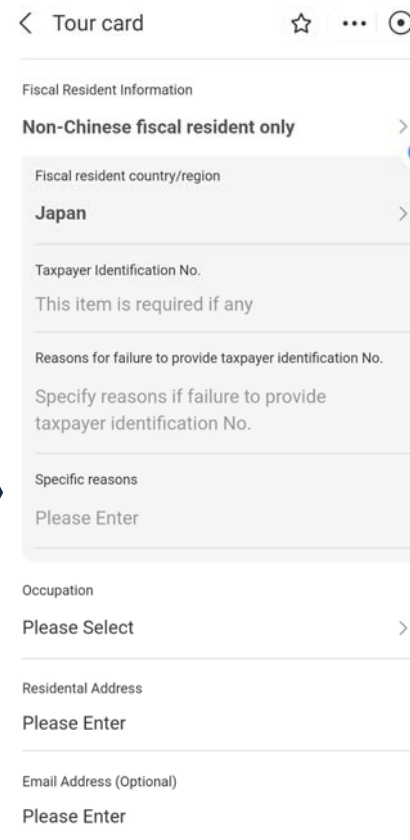 Tour card
Fiscal Resident Information
Non-Chinese fiscal resident only
Fiscal resident country/region
Japan
Taxpayer Identification No.
This item is required if any
Reasons for failure to provide taxpayer identification No.
Specify reasons if failure to provide
taxpayer identification No.
Specific reasons
Please Enter
Occupation
Please Select
Residental Address
Please Enter
Email Address (Optional)
Please Enter